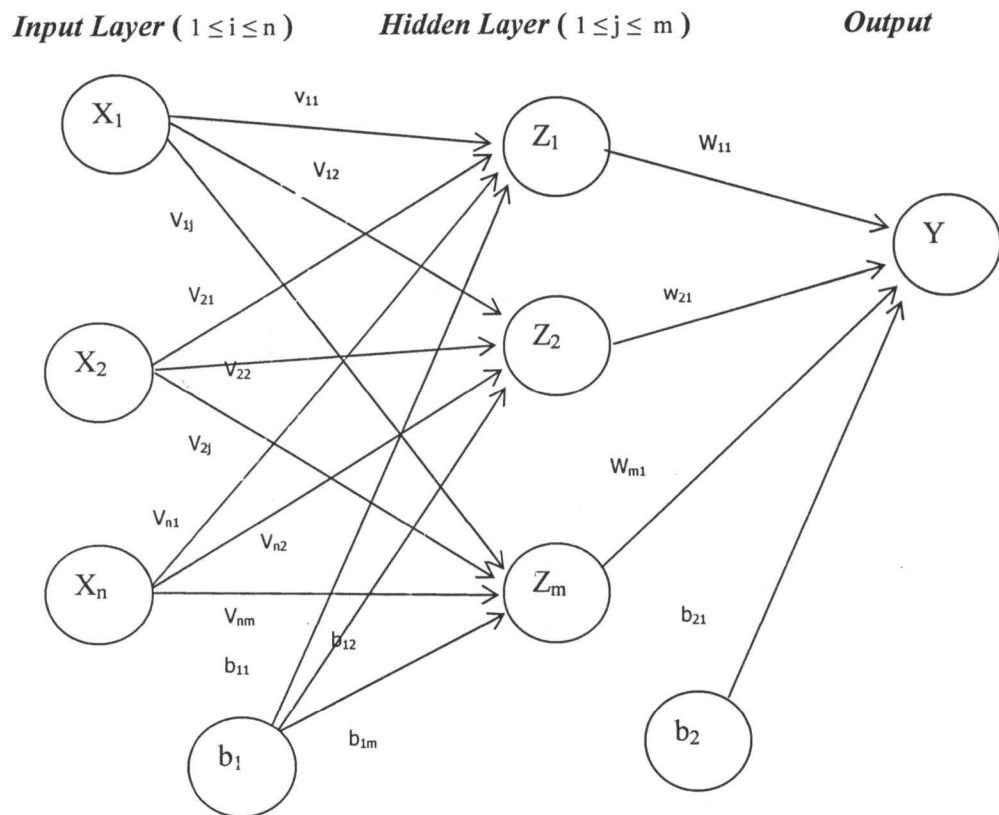 Input Layer ( 1 ≤ i ≤ n ) Hidden Layer ( 1 ≤ j ≤ m ) Output
X₁
v₁₁
Z₁
W₁₁
V₁₂
V₁ⱼ
Y
V₂₁
w₂₁
X₂
V₂₂
Z₂
V₂ⱼ
Wₘ₁
Vₙ₁
Vₙ₂
Xₙ
Zₘ
Vₙₘ
b₂₁
b₁₂
b₁₁
b₁ₘ
b₁
b₂